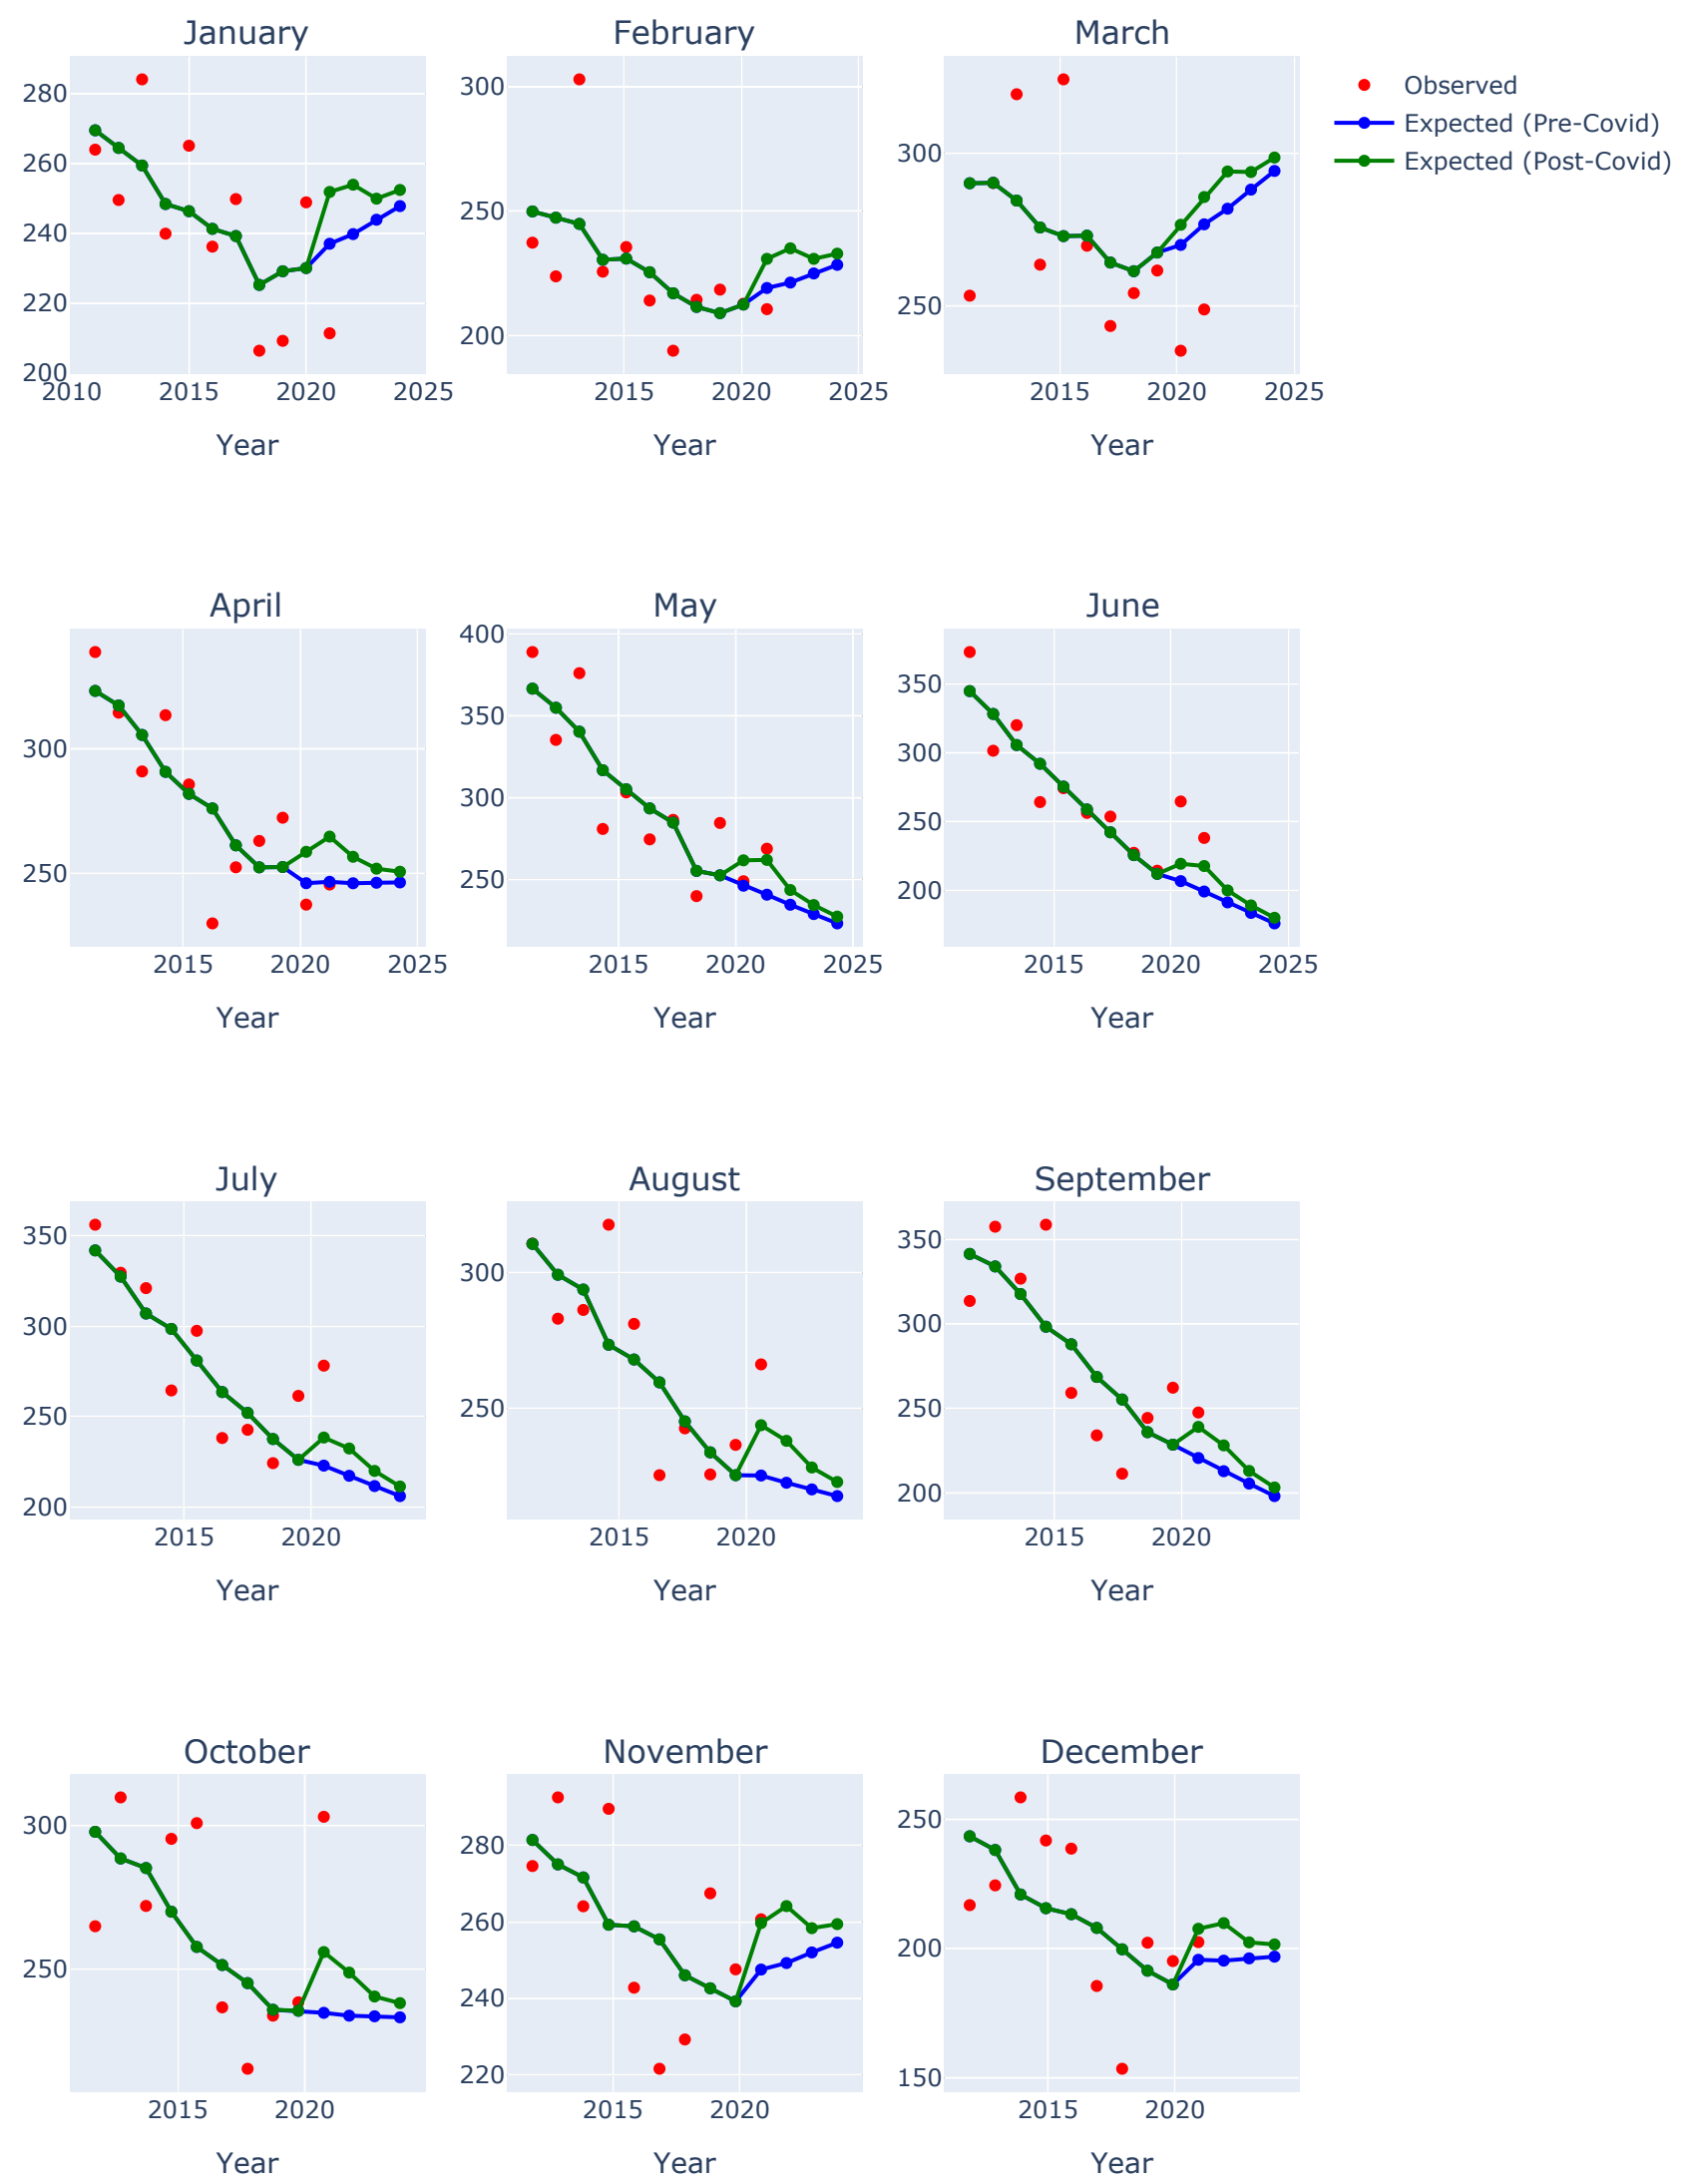 January
February
March
Observed
Expected (Pre-Covid)
Expected (Post-Covid)
280
260
240
220
200
2010
2015
2020
2025
Year
300
250
200
2015
2020
2025
Year
300
250
2015
2020
2025
Year
April
May
June
300
250
2015
2020
2025
Year
400
350
300
250
2015
2020
2025
Year
350
300
250
200
2015
2020
2025
Year
July
August
September
350
300
250
200
2015
2020
Year
300
250
2015
2020
Year
350
300
250
200
2015
2020
Year
October
November
December
300
250
2015
2020
Year
280
260
240
220
2015
2020
Year
250
200
150
2015
2020
Year